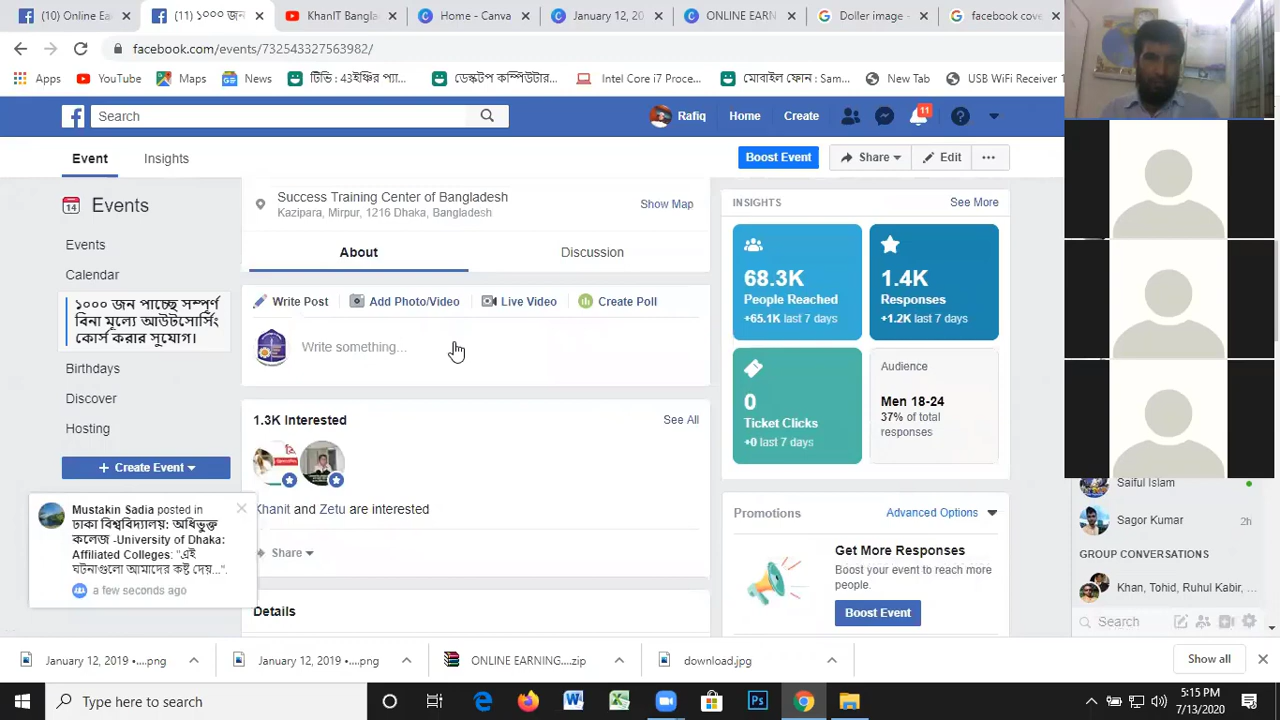 (10) Online Ea
(11) ১০০০ জন
KhanIT Bangla
Home - Canva
January 12, 20
ONLINE EARN
Doller image -
facebook cove
facebook.com/events/732543327563982/
Apps
YouTube
Maps
News
টিভি : 43ইঞ্চির প্যা...
ডেস্কটপ কম্পিউটার...
Intel Core i7 Proce...
মোবাইল ফোন : Sam...
New Tab
USB WiFi Receiver 1
Search
Rafiq
Home
Create
11
Event
Insights
Boost Event
Share
Edit
14
Events
Events
Calendar
১০০০ জন পাচ্ছে সম্পূর্ণ
বিনা মূল্যে আউটসোর্সিং
কোর্স করার সুযোগ।
Birthdays
Discover
Hosting
+ Create Event
Success Training Center of Bangladesh
Kazipara, Mirpur, 1216 Dhaka, Bangladesh
Show Map
About
Discussion
Write Post
Add Photo/Video
Live Video
Create Poll
Write something...
1.3K Interested
See All
Khanit and Zetu are interested
Share
Details
INSIGHTS
See More
68.3K
People Reached
+65.1K last 7 days
1.4K
Responses
+1.2K last 7 days
0
Ticket Clicks
+0 last 7 days
Audience
Men 18-24
37% of total
responses
Promotions
Advanced Options
Get More Responses
Boost your event to reach more
people.
Boost Event
Mustakin Sadia posted in
ঢাকা বিশ্ববিদ্যালয়: অধিভুক্ত
কলেজ -University of Dhaka:
Affiliated Colleges: "এই
ঘটনাগুলো আমাদের কষ্ট দেয়...".
a few seconds ago
Saiful Islam
Sagor Kumar
2h
GROUP CONVERSATIONS
Khan, Tohid, Ruhul Kabir, ...
Search
January 12, 2019 •....png
January 12, 2019 •....png
ONLINE EARNING....zip
download.jpg
Show all
Type here to search
5:15 PM
7/13/2020